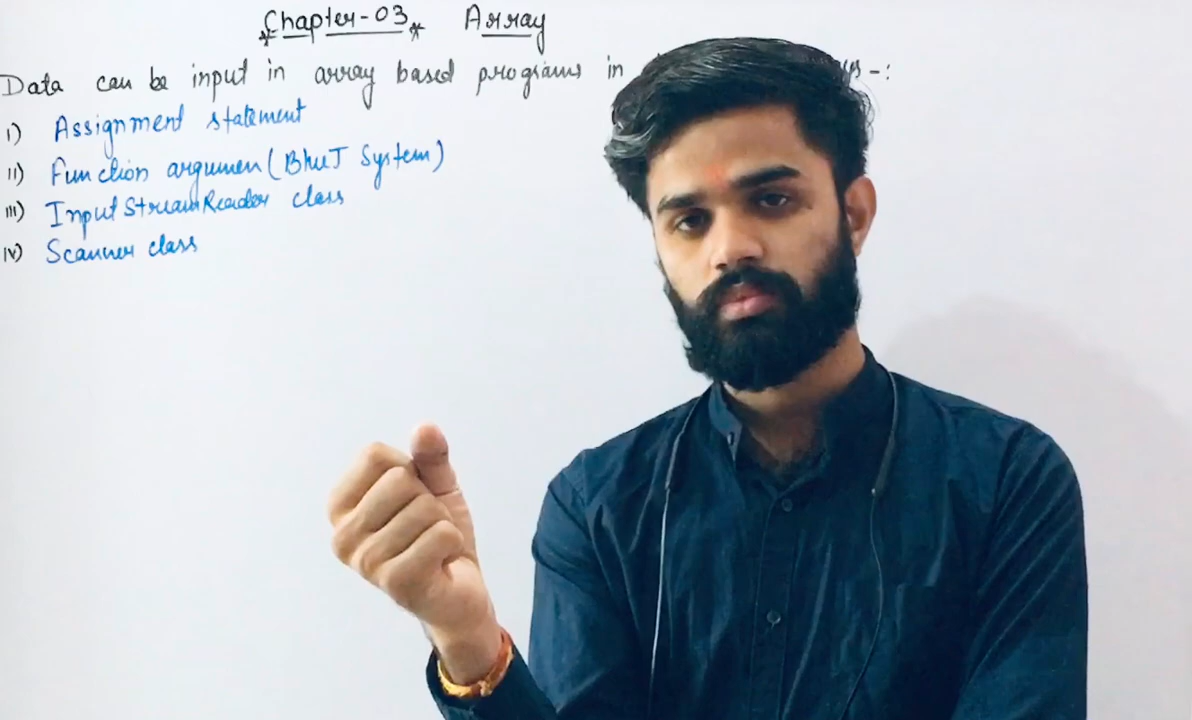 Chapter-03 Array
Data can be input in array based programs in
i) Assignment statement
ii) Function argumen(BlueJ System)
iii) InputStreamReader class
iv) Scanner class